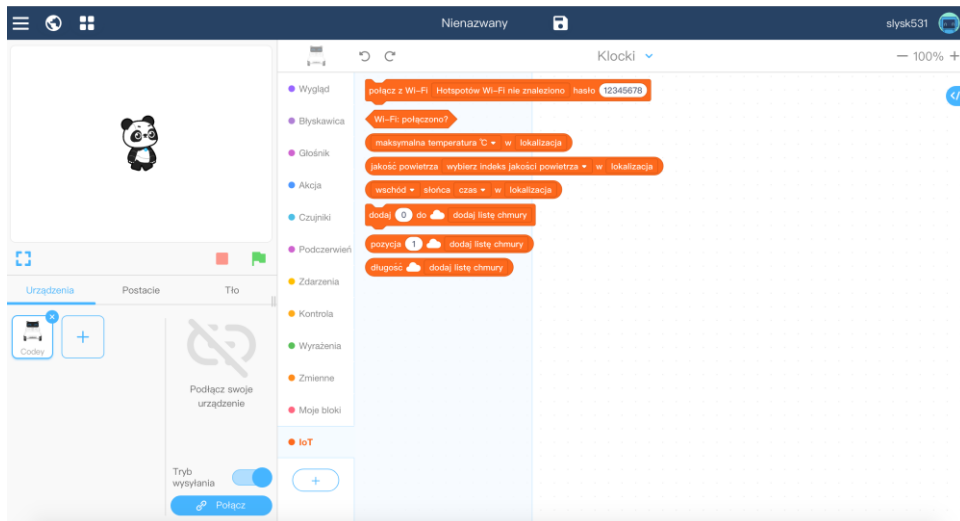 Nienazwany
slysk531
Klocki
100%
Wygląd
Błyskawica
Głośnik
Akcja
Czujniki
Podczerwień
Zdarzenia
Kontrola
Wyrażenia
Zmienne
Moje bloki
IoT
połącz z Wi-Fi Hotspotów Wi-Fi nie znaleziono hasło 12345678
Wi-Fi: połączono?
maksymalna temperatura ℃ w lokalizacja
jakość powietrza wybierz indeks jakości powietrza w lokalizacja
wschód słońca czas w lokalizacja
dodaj 0 do dodaj listę chmury
pozycja 1 dodaj listę chmury
długość dodaj listę chmury
Urządzenia
Postacie
Tło
Codey
Podłącz swoje
urządzenie
Tryb
wysyłania
Połącz